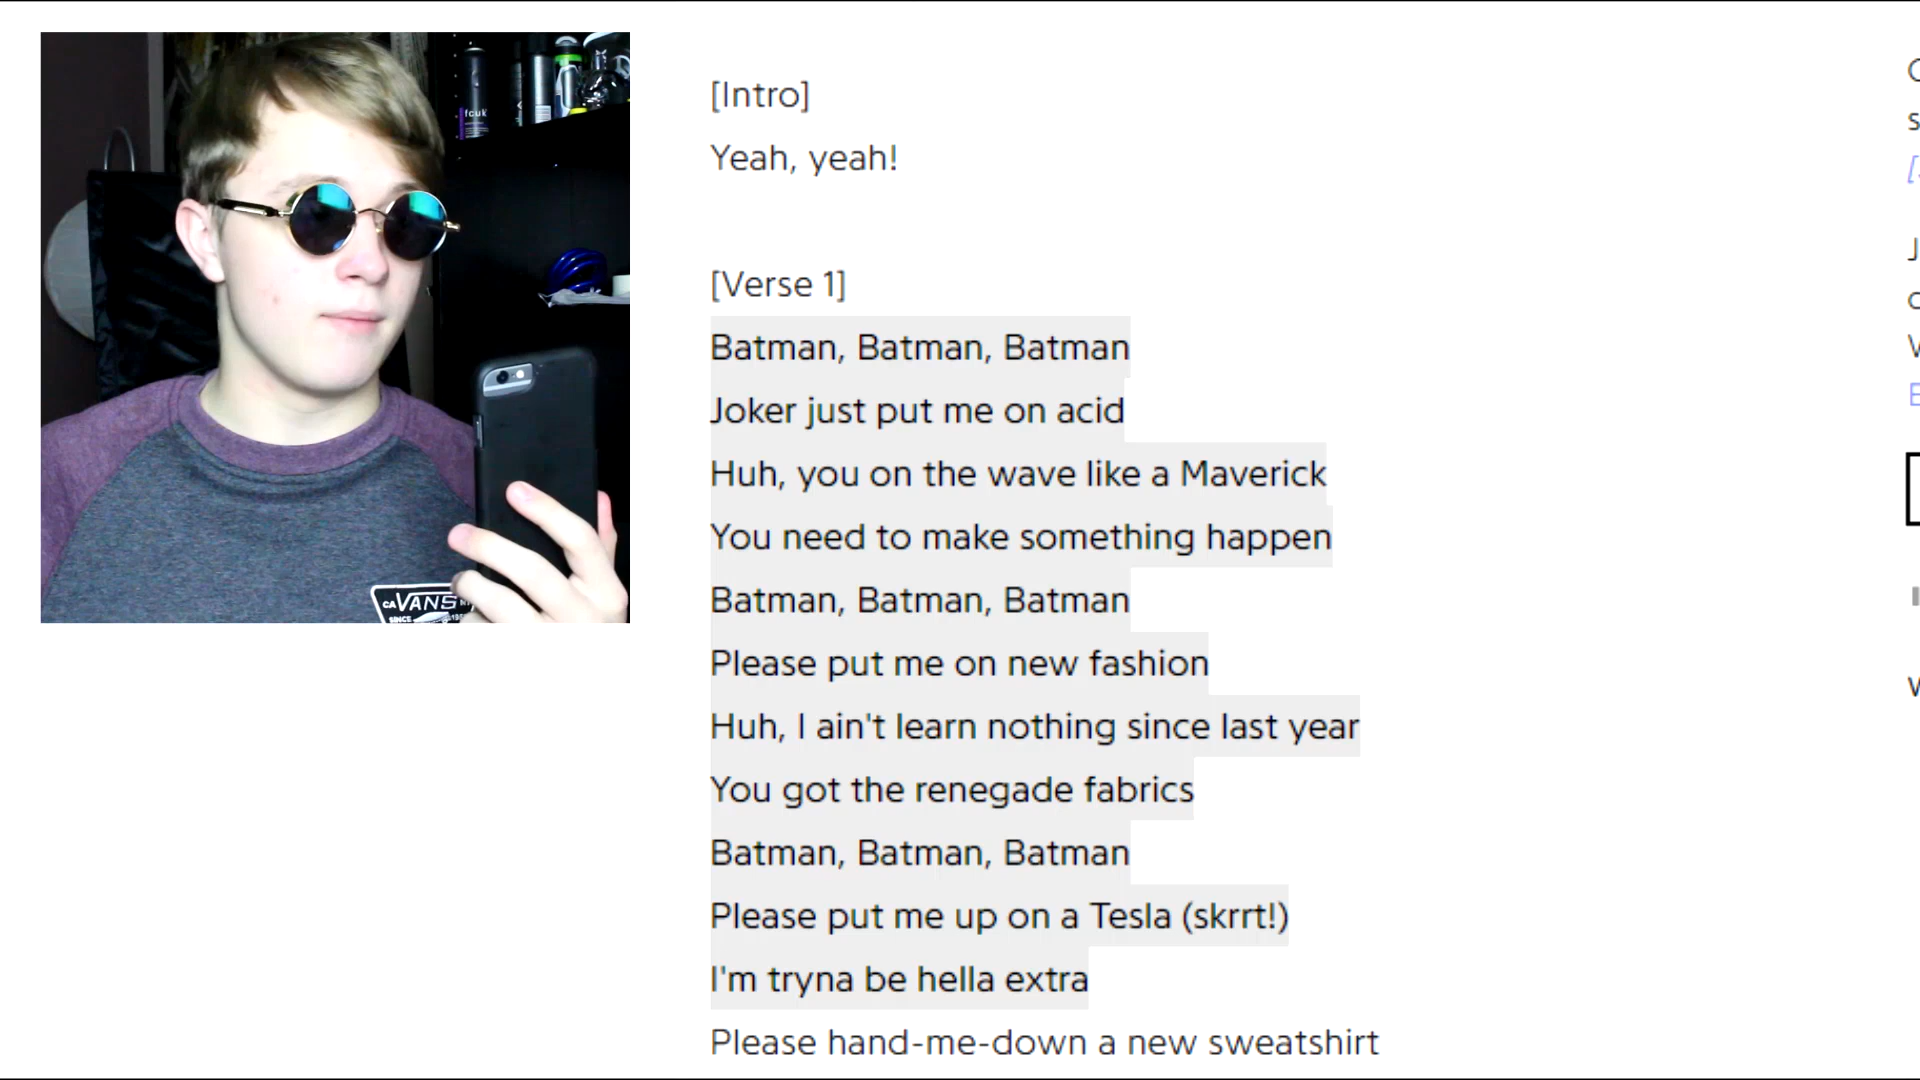 [Intro]
Yeah, yeah!
[Verse 1]
Batman, Batman, Batman
Joker just put me on acid
Huh, you on the wave like a Maverick
You need to make something happen
Batman, Batman, Batman
Please put me on new fashion
Huh, I ain't learn nothing since last year
You got the renegade fabrics
Batman, Batman, Batman
Please put me up on a Tesla (skrrt!)
I'm tryna be hella extra
Please hand-me-down a new sweatshirt
fcuk
CA VANS
SINCE